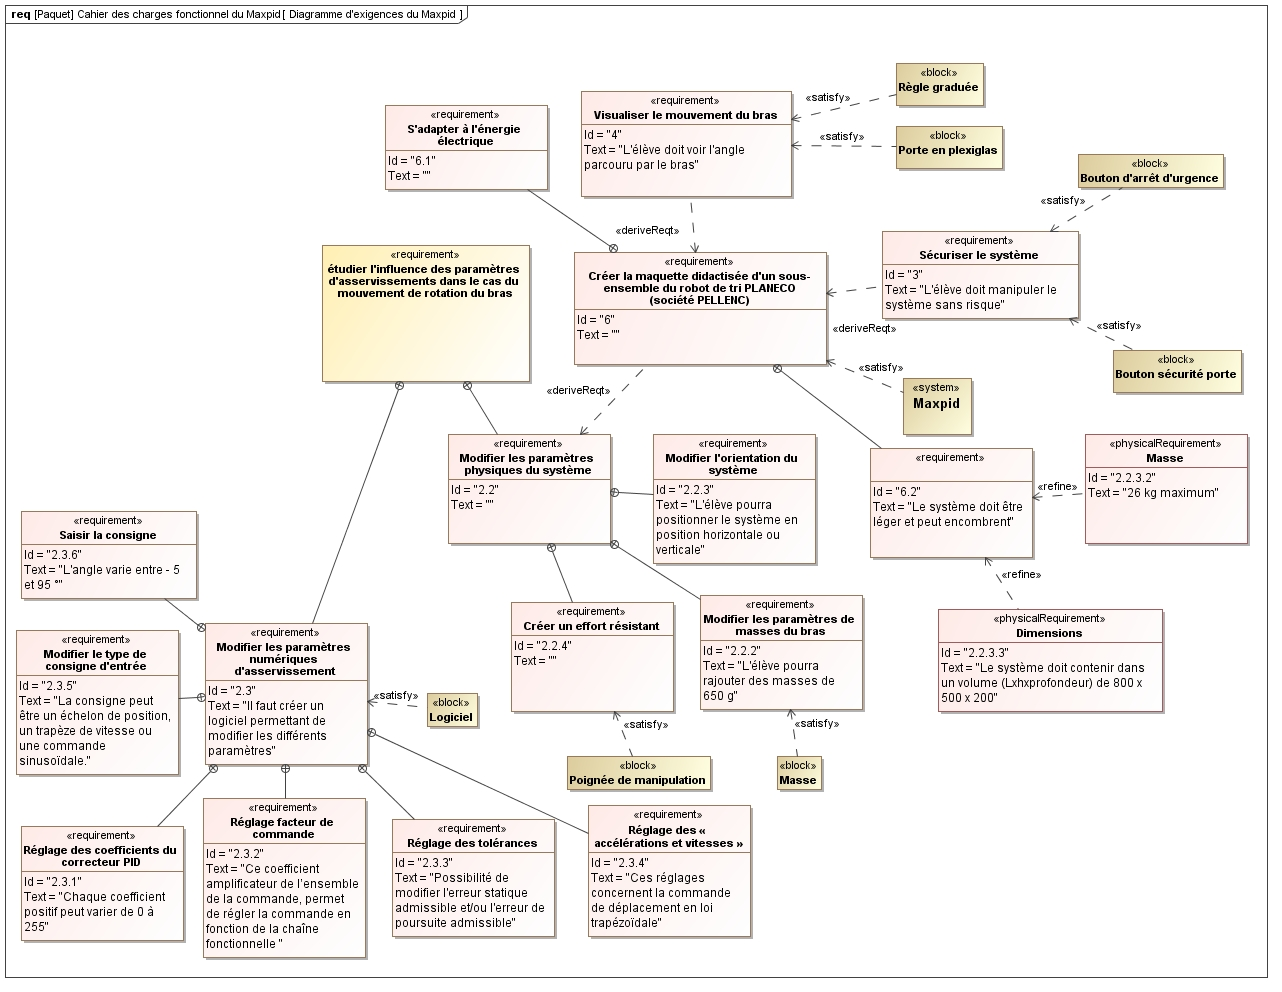 req [Paquet] Cahier des charges fonctionnel du Maxpid[ Diagramme d'exigences du Maxpid ]
«block»
Règle graduée
«satisfy»
«requirement»
Visualiser le mouvement du bras
Id = "4"
Text = "L'élève doit voir l'angle
parcouru par le bras"
«requirement»
S'adapter à l'énergie
électrique
Id = "6.1"
Text = ""
«satisfy»
«block»
Porte en plexiglas
«block»
Bouton d'arrét d'urgence
«satisfy»
«deriveReqt»
«requirement»
Sécuriser le système
Id = "3"
Text = "L'élève doit manipuler le
système sans risque"
«requirement»
étudier l'influence des paramètres
d'asservissements dans le cas du
mouvement de rotation du bras
«requirement»
Créer la maquette didactisée d'un sous-
ensemble du robot de tri PLANECO
(société PELLENC)
Id = "6"
Text = ""
«deriveReqt»
«satisfy»
«block»
Bouton sécurité porte
«satisfy»
«system»
Maxpid
«deriveReqt»
«requirement»
Modifier les paramètres
physiques du système
Id = "2.2"
Text = ""
«requirement»
Modifier l'orientation du
système
Id = "2.2.3"
Text = "L'élève pourra
positionner le système en
position horizontale ou
verticale"
«requirement»
Id = "6.2"
Text = "Le système doit être
léger et peut encombrent"
«refine»
«physicalRequirement»
Masse
Id = "2.2.3.2"
Text = "26 kg maximum"
«requirement»
Saisir la consigne
Id = "2.3.6"
Text = "L'angle varie entre - 5
et 95 °"
«refine»
«physicalRequirement»
Dimensions
Id = "2.2.3.3"
Text = "Le système doit contenir dans
un volume (Lxhxprofondeur) de 800 x
500 x 200"
«requirement»
Créer un effort résistant
Id = "2.2.4"
Text = ""
«requirement»
Modifier les paramètres de
masses du bras
Id = "2.2.2"
Text = "L'élève pourra
rajouter des masses de
650 g"
«requirement»
Modifier le type de
consigne d'entrée
Id = "2.3.5"
Text = "La consigne peut
être un échelon de position,
un trapèze de vitesse ou
une commande
sinusoïdale."
«requirement»
Modifier les paramètres
numériques
d'asservissement
Id = "2.3"
Text = "Il faut créer un
logiciel permettant de
modifier les différents
paramètres"
«satisfy»
«block»
Logiciel
«satisfy»
«satisfy»
«block»
Poignée de manipulation
«block»
Masse
«requirement»
Réglage des coefficients du
correcteur PID
Id = "2.3.1"
Text = "Chaque coefficient
positif peut varier de 0 à
255"
«requirement»
Réglage facteur de
commande
Id = "2.3.2"
Text = "Ce coefficient
amplificateur de l'ensemble
de la commande, permet
de régler la commande en
fonction de la chaîne
fonctionnelle "
«requirement»
Réglage des tolérances
Id = "2.3.3"
Text = "Possibilité de
modifier l'erreur statique
admissible et/ou l'erreur de
poursuite admissible"
«requirement»
Réglage des «
accélérations et vitesses »
Id = "2.3.4"
Text = "Ces réglages
concernent la commande
de déplacement en loi
trapézoïdale"